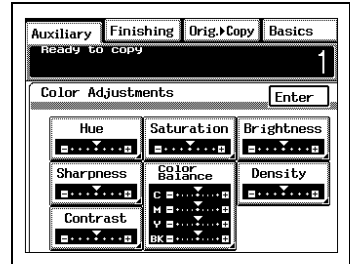 Auxiliary Finishing Orig.▸Copy Basics
Ready to copy
1
Color Adjustments Enter
Hue Saturation Brightness
Sharpness Color Balance Density
C
M
Y
BK
Contrast